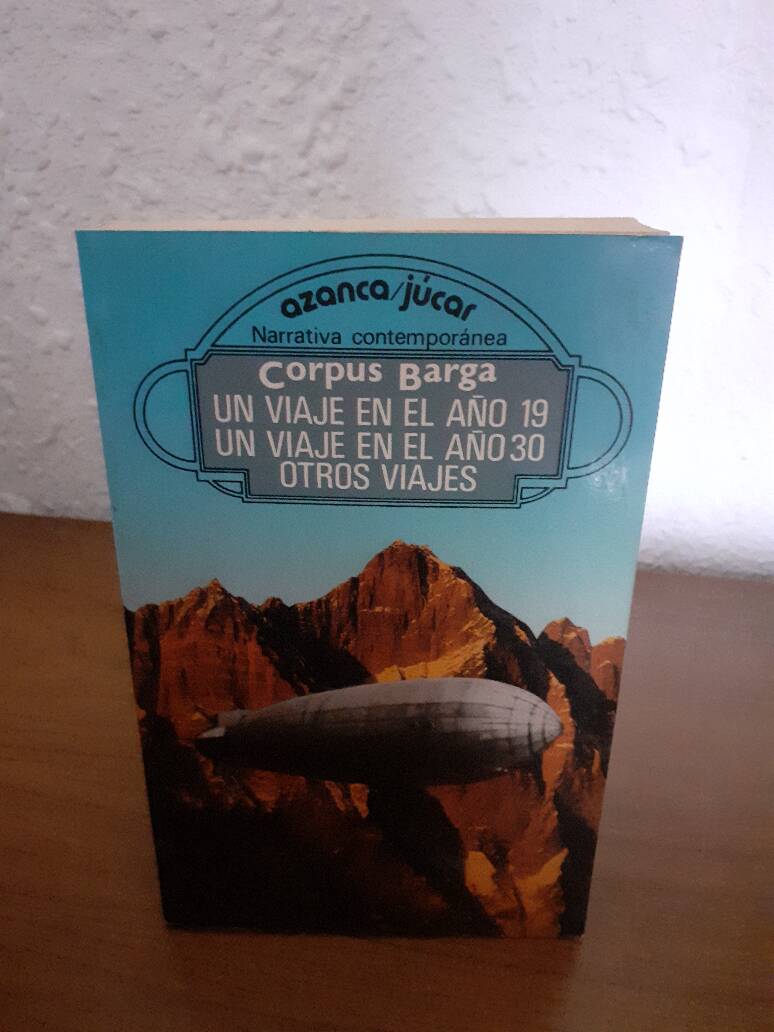 azanca/júcar
Narrativa contemporánea
Corpus Barga
UN VIAJE EN EL AÑO 19
UN VIAJE EN EL AÑO 30
OTROS VIAJES